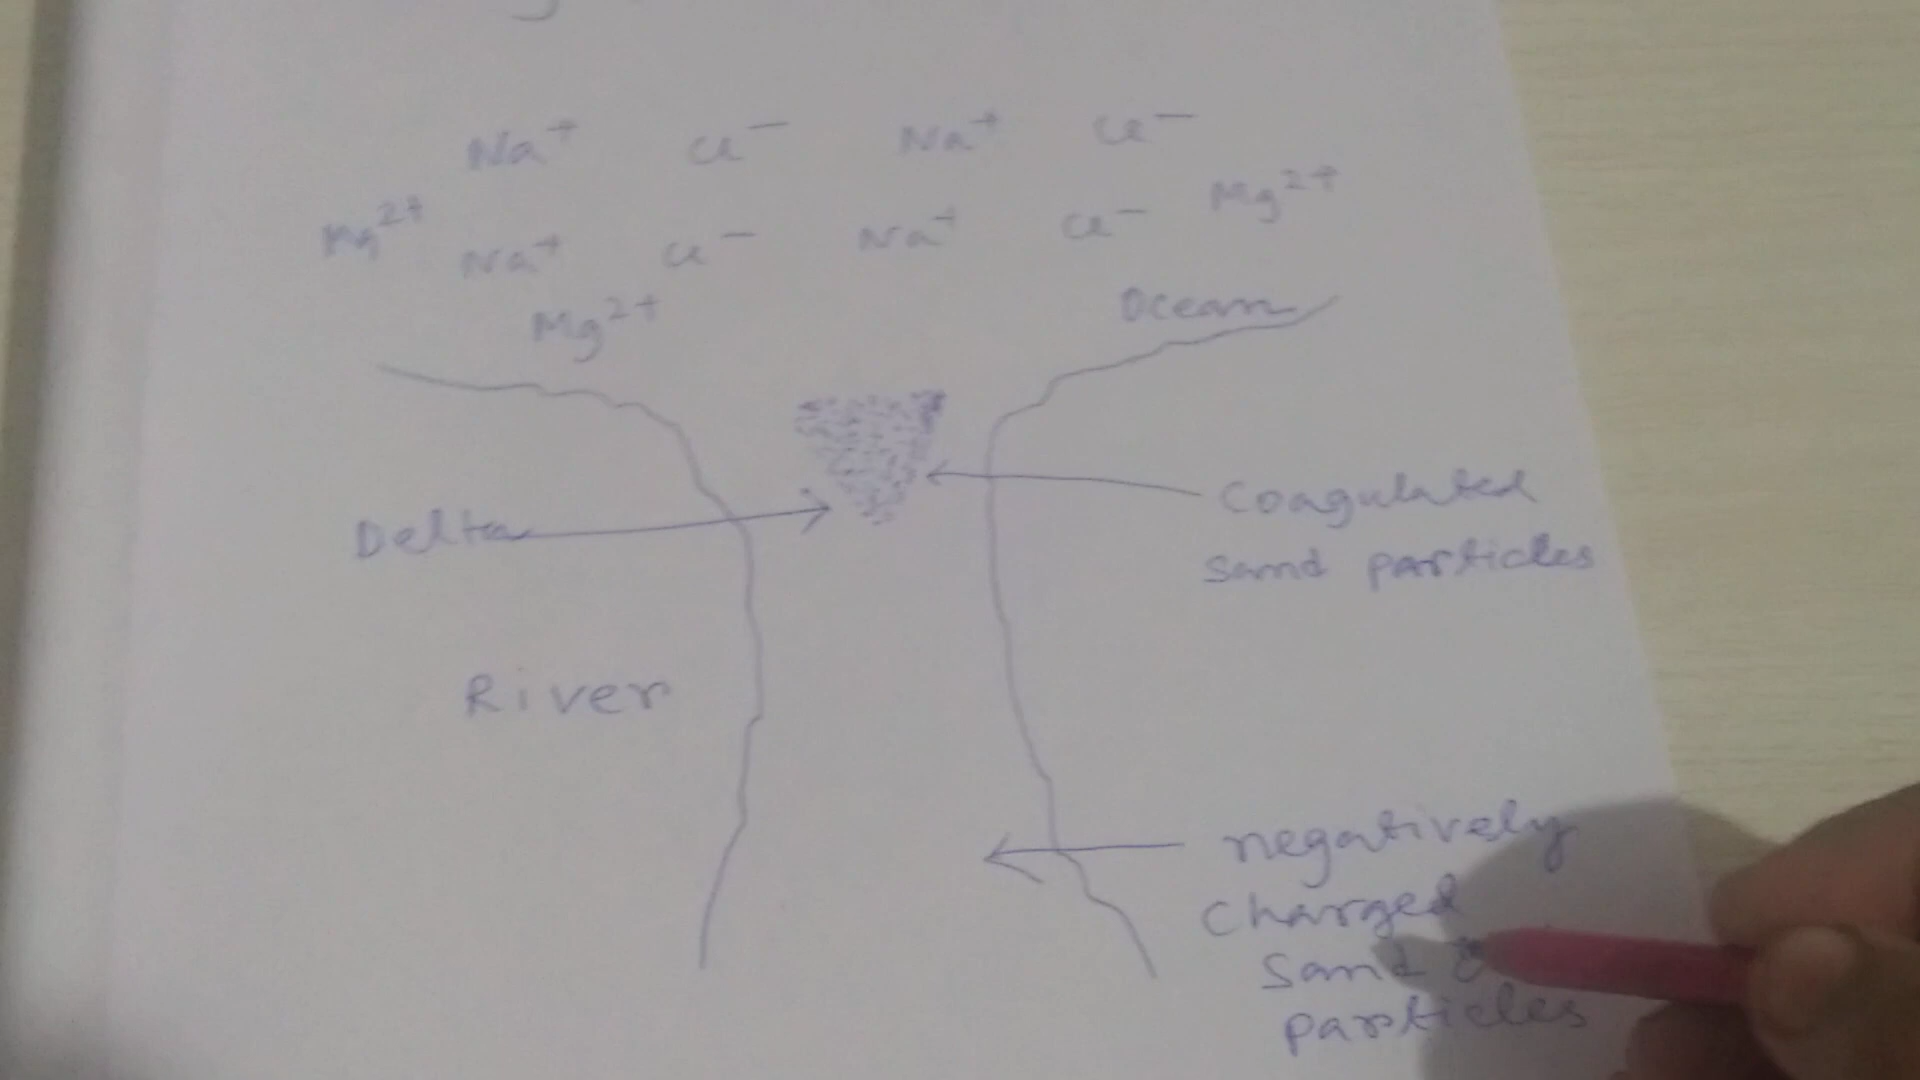 Na⁺ Cl⁻ Na⁺ Cl⁻
Mg²⁺ Na⁺ Cl⁻ Na⁺ Cl⁻ Mg²⁺
Mg²⁺
Ocean
Delta
Coagulated
sand particles
River
negatively
charged
sand
particles